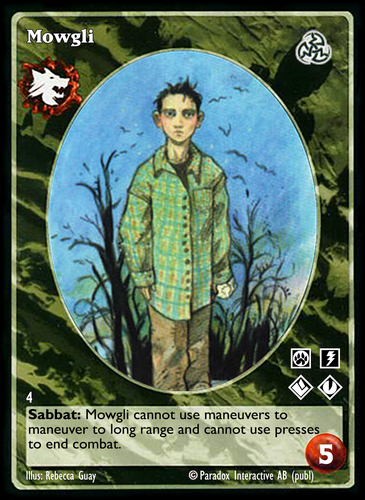 Mowgli
4
Sabbat: Mowgli cannot use maneuvers to
maneuver to long range and cannot use presses
to end combat.
5
Illus: Rebecca Guay © Paradox Interactive AB (publ)